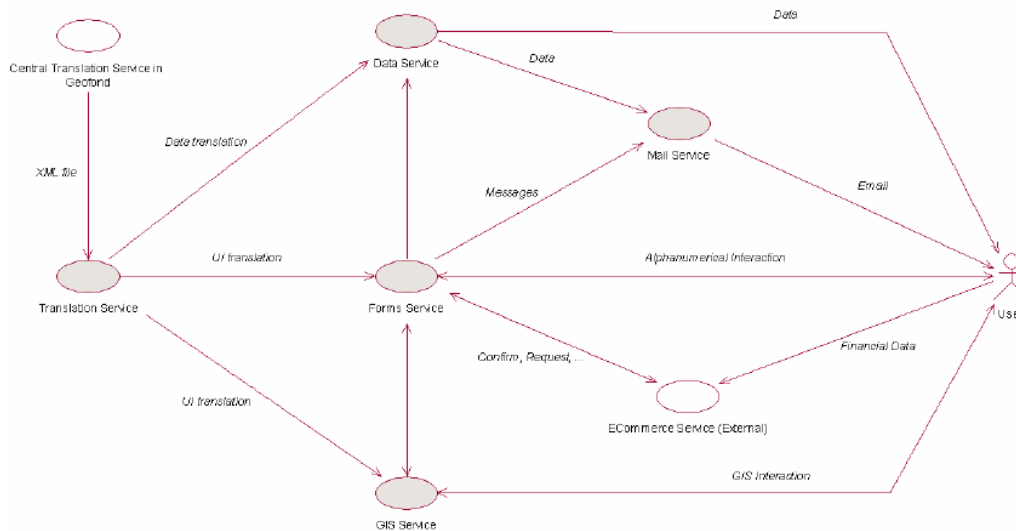 Data
Data Service
Central Translation Service in
Geofond
Data
Data translation
Mail Service
XML file
Messages
Email
UI translation
Alphanumerical Interaction
Translation Service
Forms Service
Use
Confirm, Request, ...
Financial Data
UI translation
ECommerce Service (External)
GIS Interaction
GIS Service